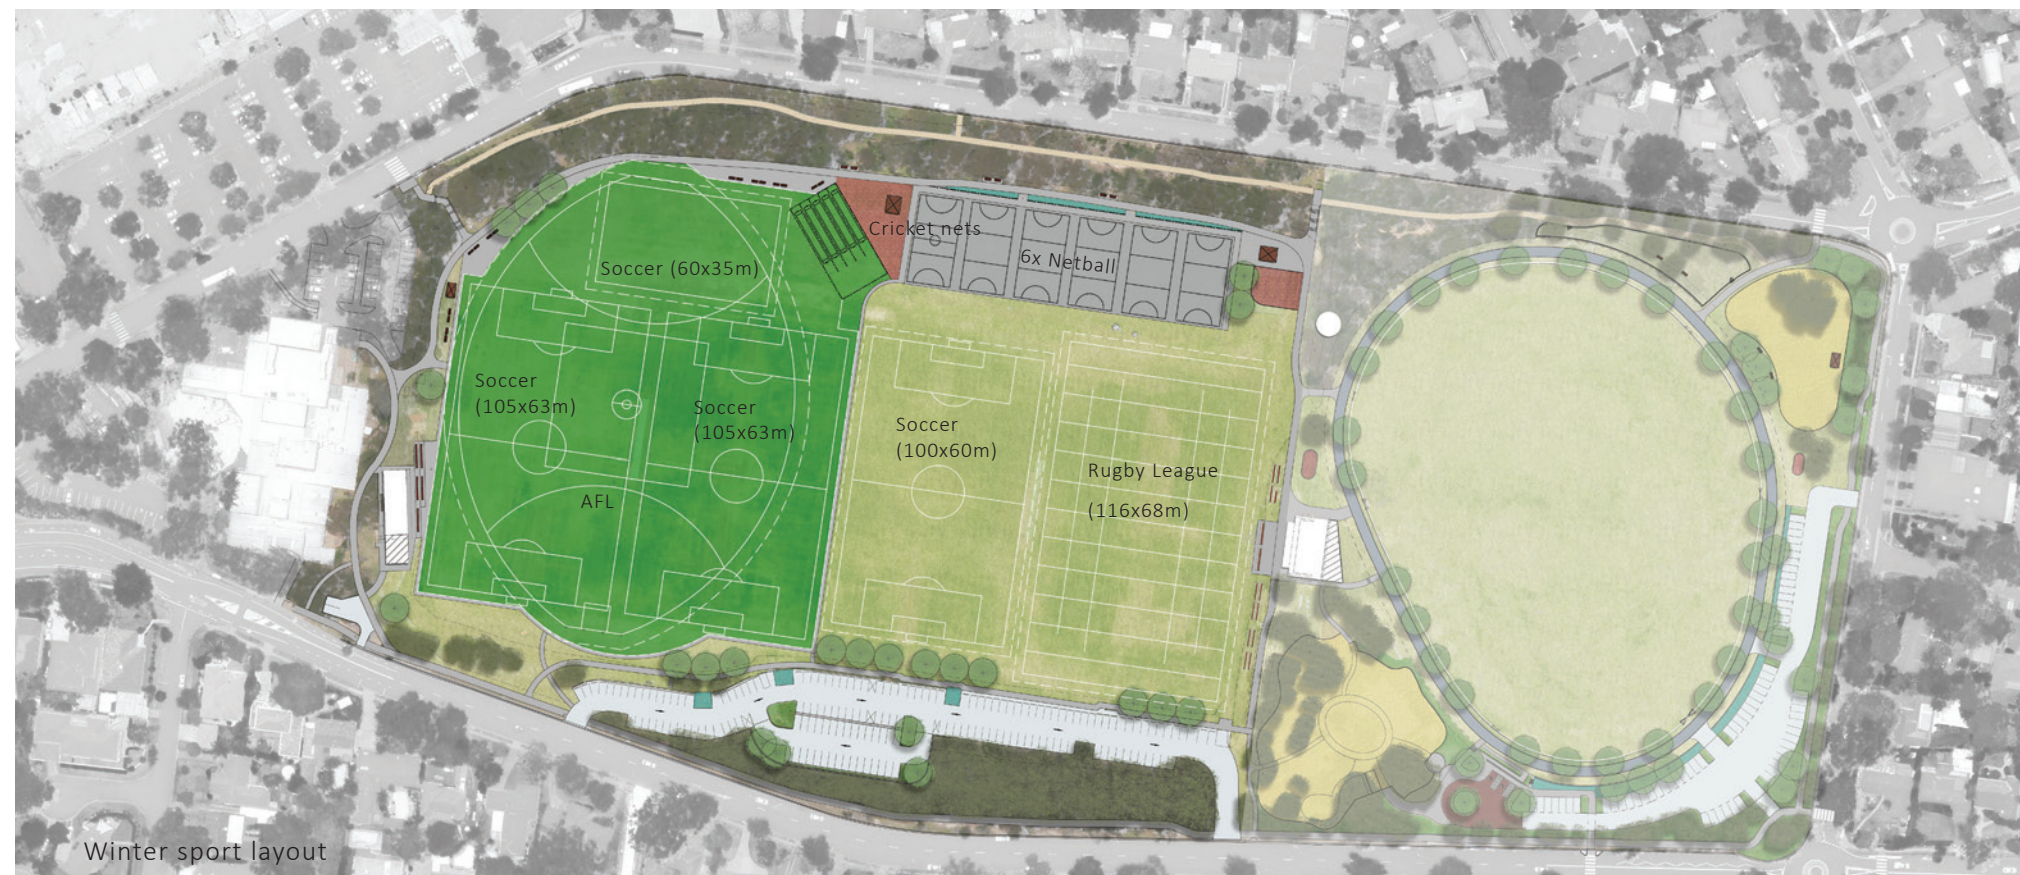 Cricket nets
6x Netball
Soccer (60x35m)
Soccer
(105x63m)
Soccer
(105x63m)
Soccer
(100x60m)
Rugby League
(116x68m)
AFL
Winter sport layout